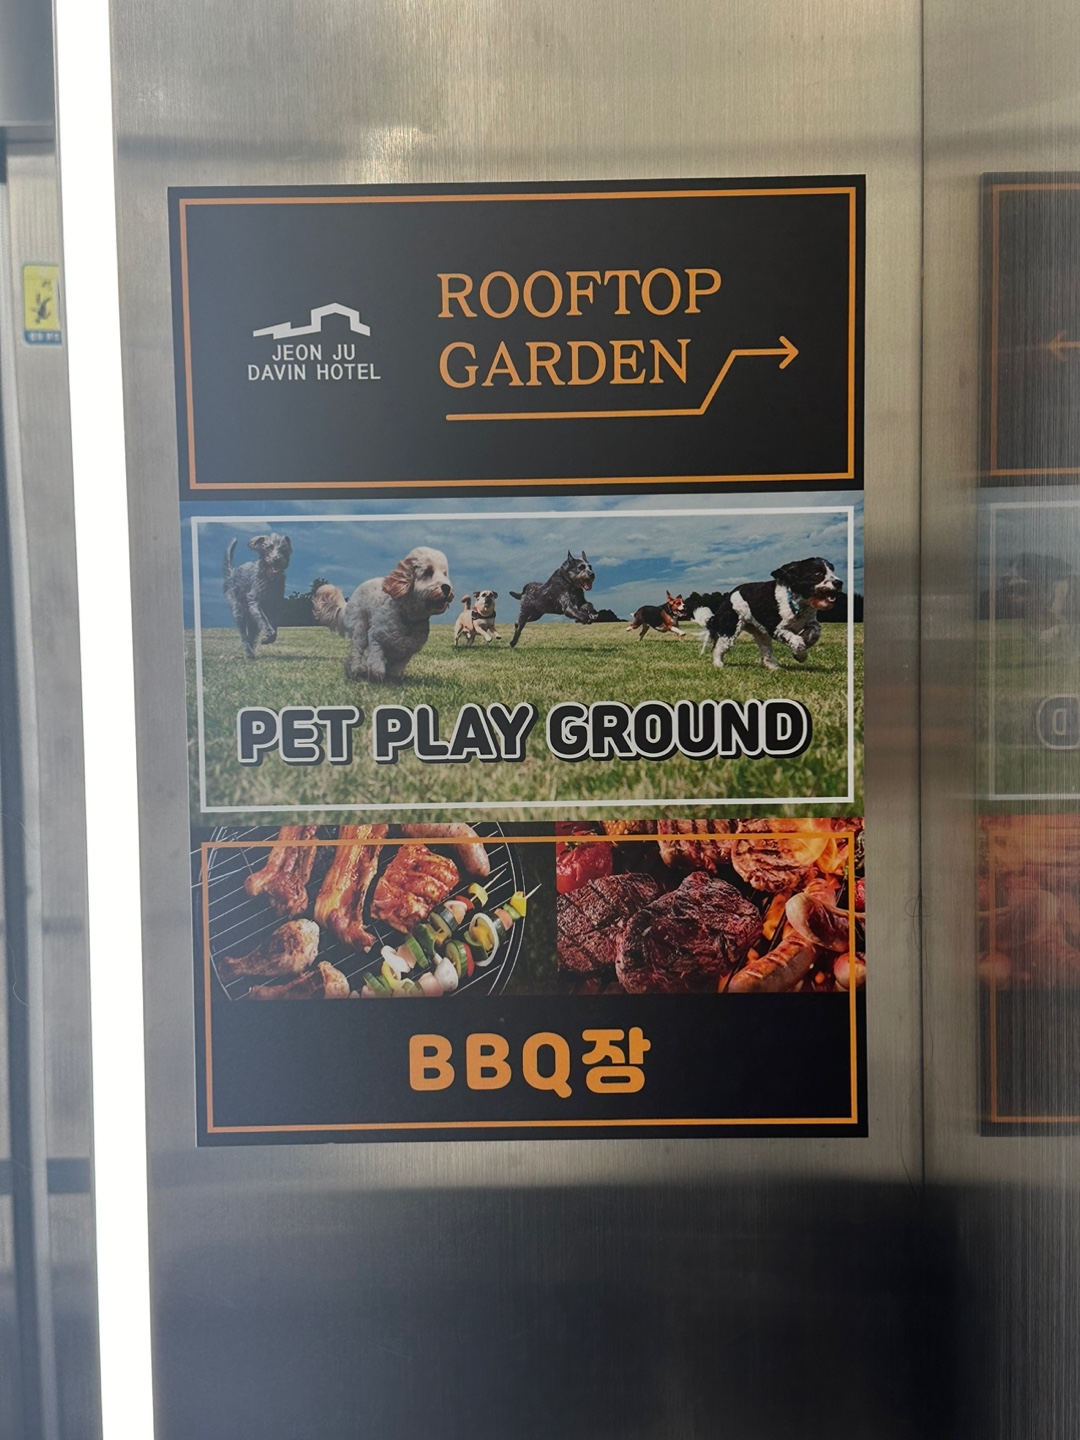 JEON JU
DAVIN HOTEL
ROOFTOP
GARDEN
PET PLAY GROUND
BBQ장